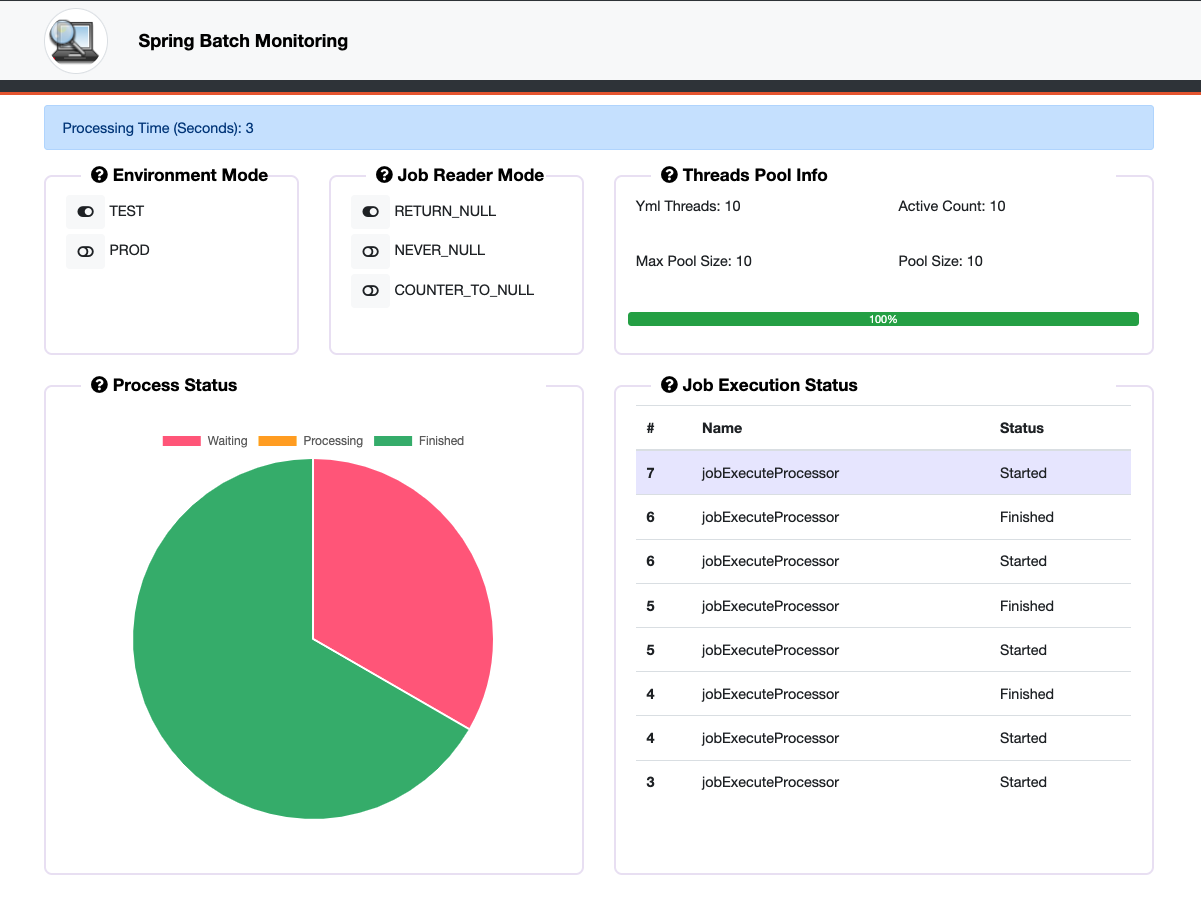 Spring Batch Monitoring
Processing Time (Seconds): 3
Environment Mode
TEST
PROD
Job Reader Mode
RETURN_NULL
NEVER_NULL
COUNTER_TO_NULL
Threads Pool Info
Yml Threads: 10 Active Count: 10
Max Pool Size: 10 Pool Size: 10
100%
Process Status
Waiting Processing Finished
Job Execution Status
# Name Status
7 jobExecuteProcessor Started
6 jobExecuteProcessor Finished
6 jobExecuteProcessor Started
5 jobExecuteProcessor Finished
5 jobExecuteProcessor Started
4 jobExecuteProcessor Finished
4 jobExecuteProcessor Started
3 jobExecuteProcessor Started